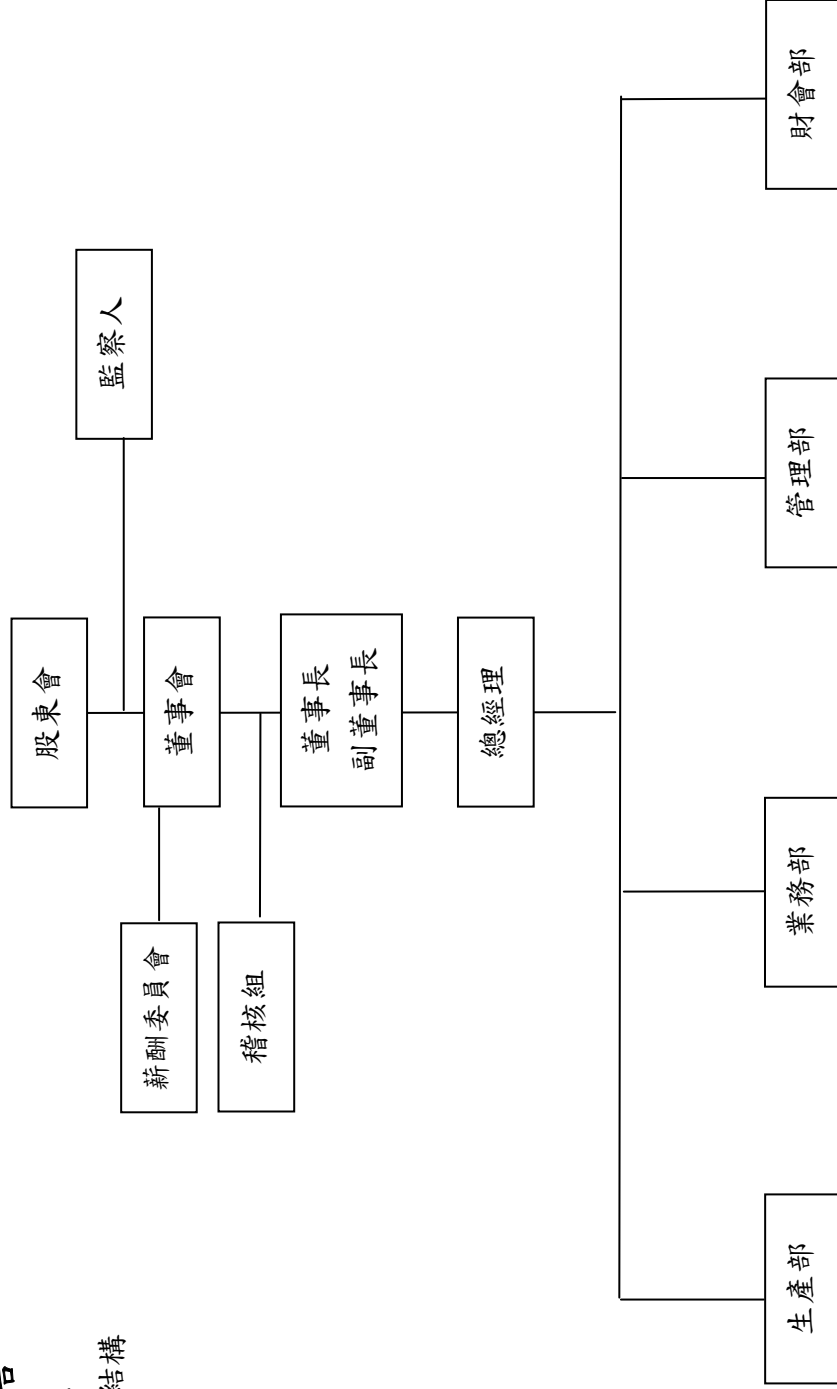 結構
股東會
監察人
董事會
薪酬委員會
稽核組
董事長
副董事長
總經理
生產部
業務部
管理部
財會部